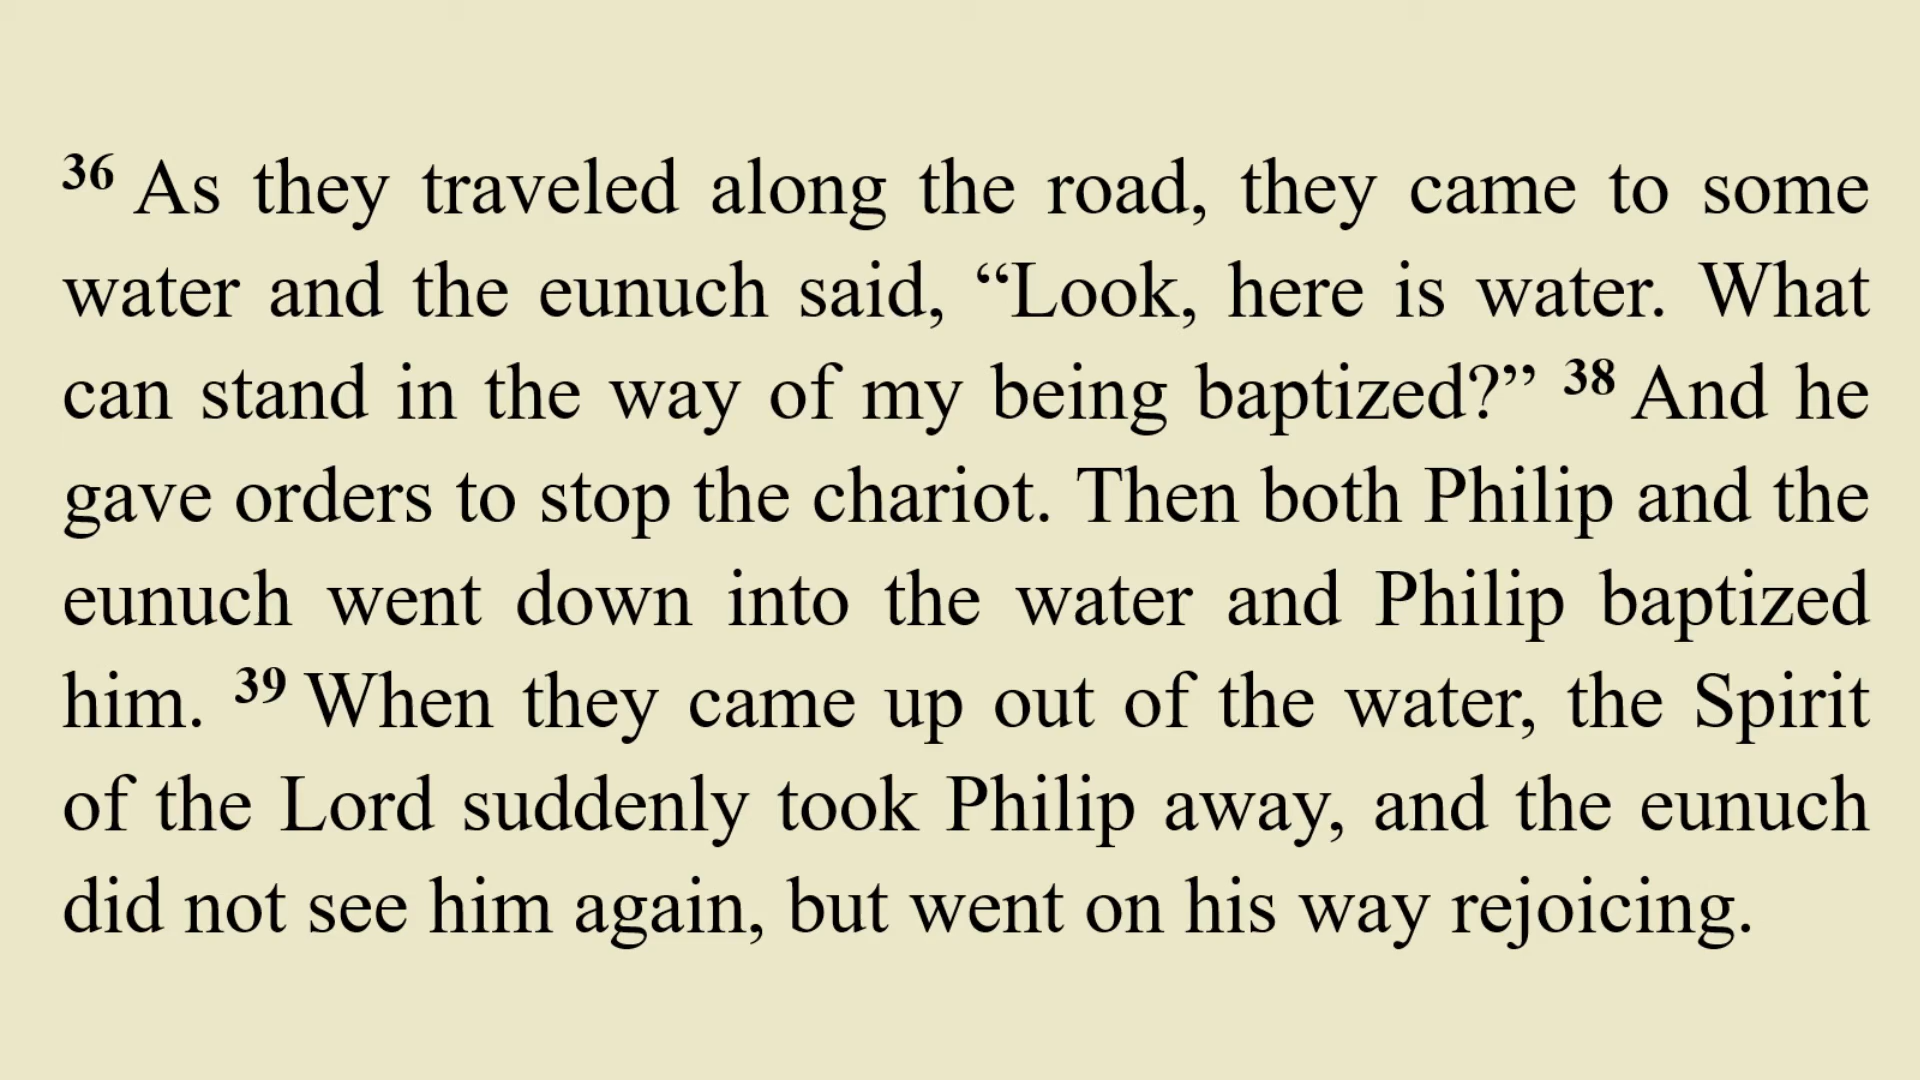 36 As they traveled along the road, they came to some
water and the eunuch said, “Look, here is water. What
can stand in the way of my being baptized?” 38 And he
gave orders to stop the chariot. Then both Philip and the
eunuch went down into the water and Philip baptized
him. 39 When they came up out of the water, the Spirit
of the Lord suddenly took Philip away, and the eunuch
did not see him again, but went on his way rejoicing.